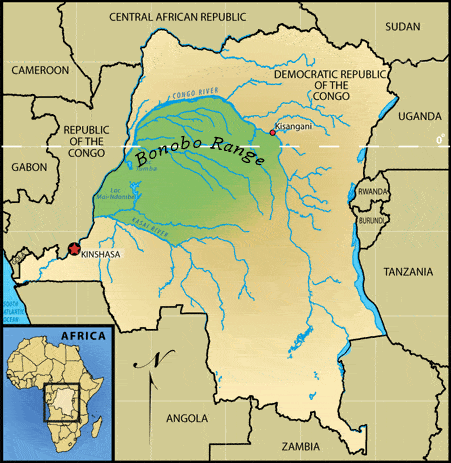 CENTRAL AFRICAN REPUBLIC
SUDAN
CAMEROON
CONGO RIVER
DEMOCRATIC REPUBLIC
OF THE
CONGO
UGANDA
REPUBLIC
OF THE
CONGO
Kisangani
Bonobo Range
0°
GABON
Tumba
Lac
Mai-Ndombe
RWANDA
BURUNDI
KASAI RIVER
KINSHASA
TANZANIA
SOUTH
ATLANTIC
OCEAN
AFRICA
N
ANGOLA
ZAMBIA